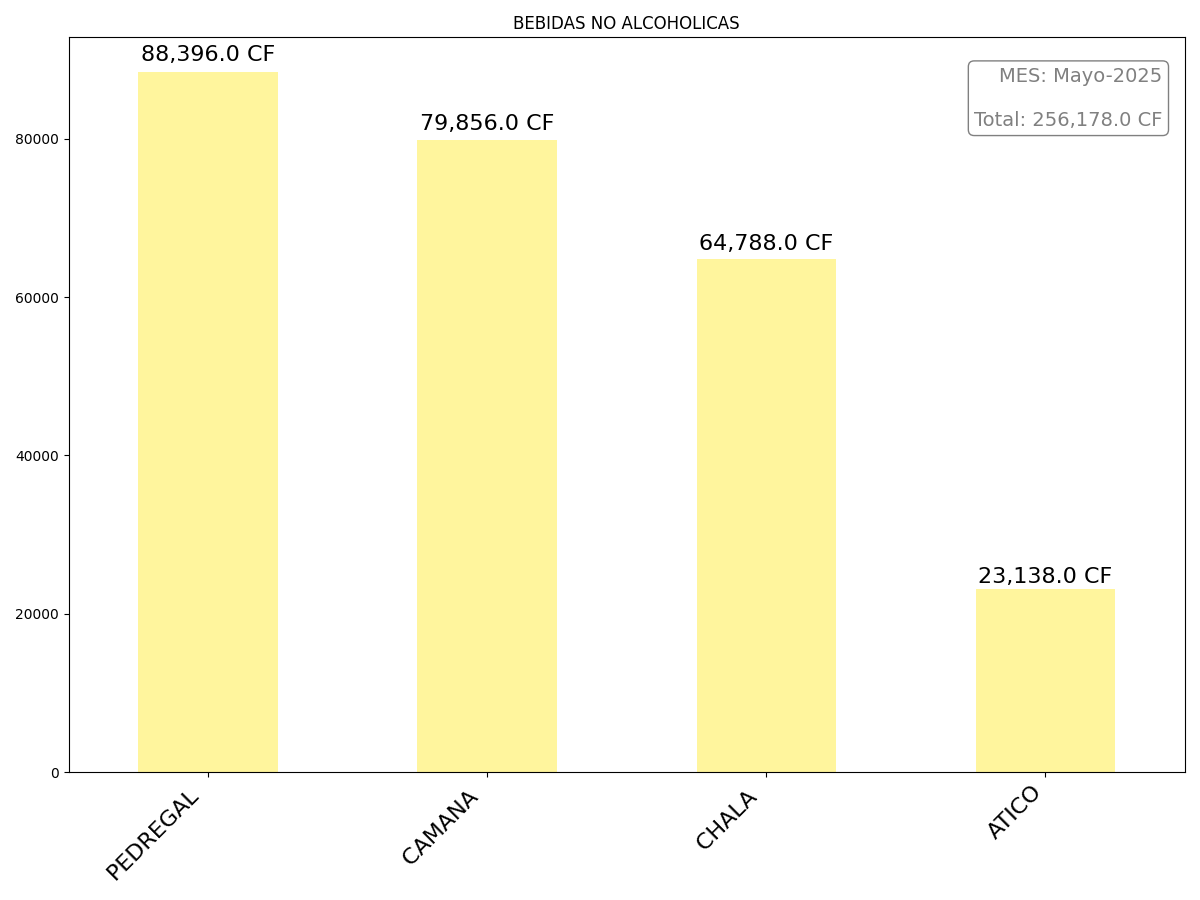 BEBIDAS NO ALCOHOLICAS
88,396.0 CF
MES: Mayo-2025
Total: 256,178.0 CF
79,856.0 CF
64,788.0 CF
23,138.0 CF
80000
60000
40000
20000
0
PEDREGAL
CAMANA
CHALA
ATICO